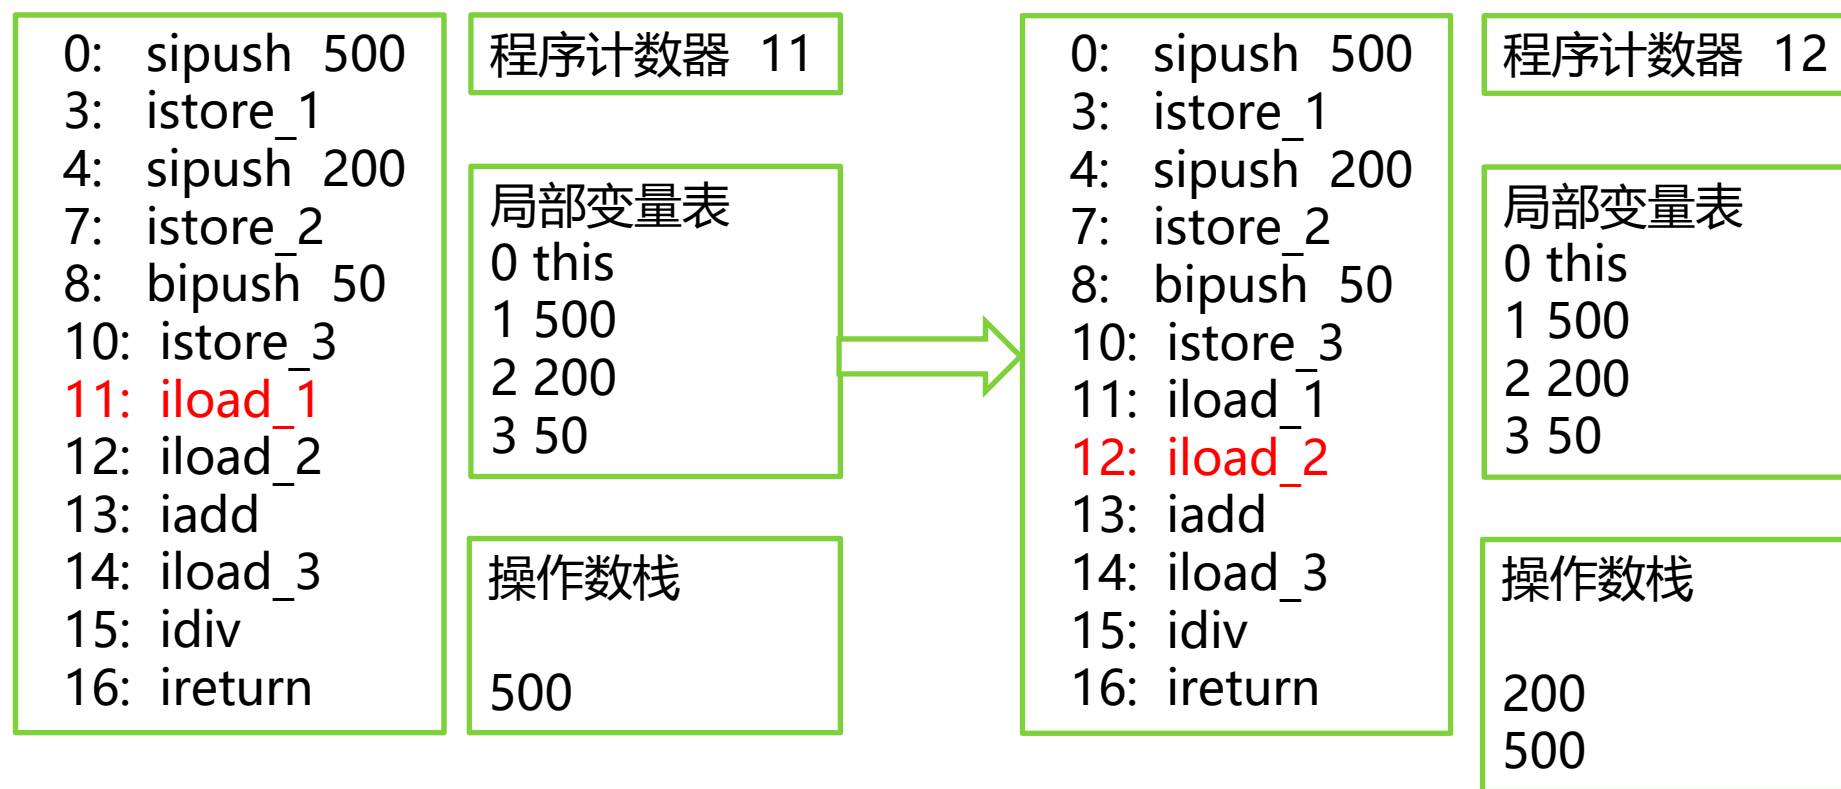 0: sipush 500
3: istore_1
4: sipush 200
7: istore_2
8: bipush 50
10: istore_3
11: iload_1
12: iload_2
13: iadd
14: iload_3
15: idiv
16: ireturn
程序计数器 11
局部变量表
0 this
1 500
2 200
3 50
操作数栈
500
0: sipush 500
3: istore_1
4: sipush 200
7: istore_2
8: bipush 50
10: istore_3
11: iload_1
12: iload_2
13: iadd
14: iload_3
15: idiv
16: ireturn
程序计数器 12
局部变量表
0 this
1 500
2 200
3 50
操作数栈
200
500